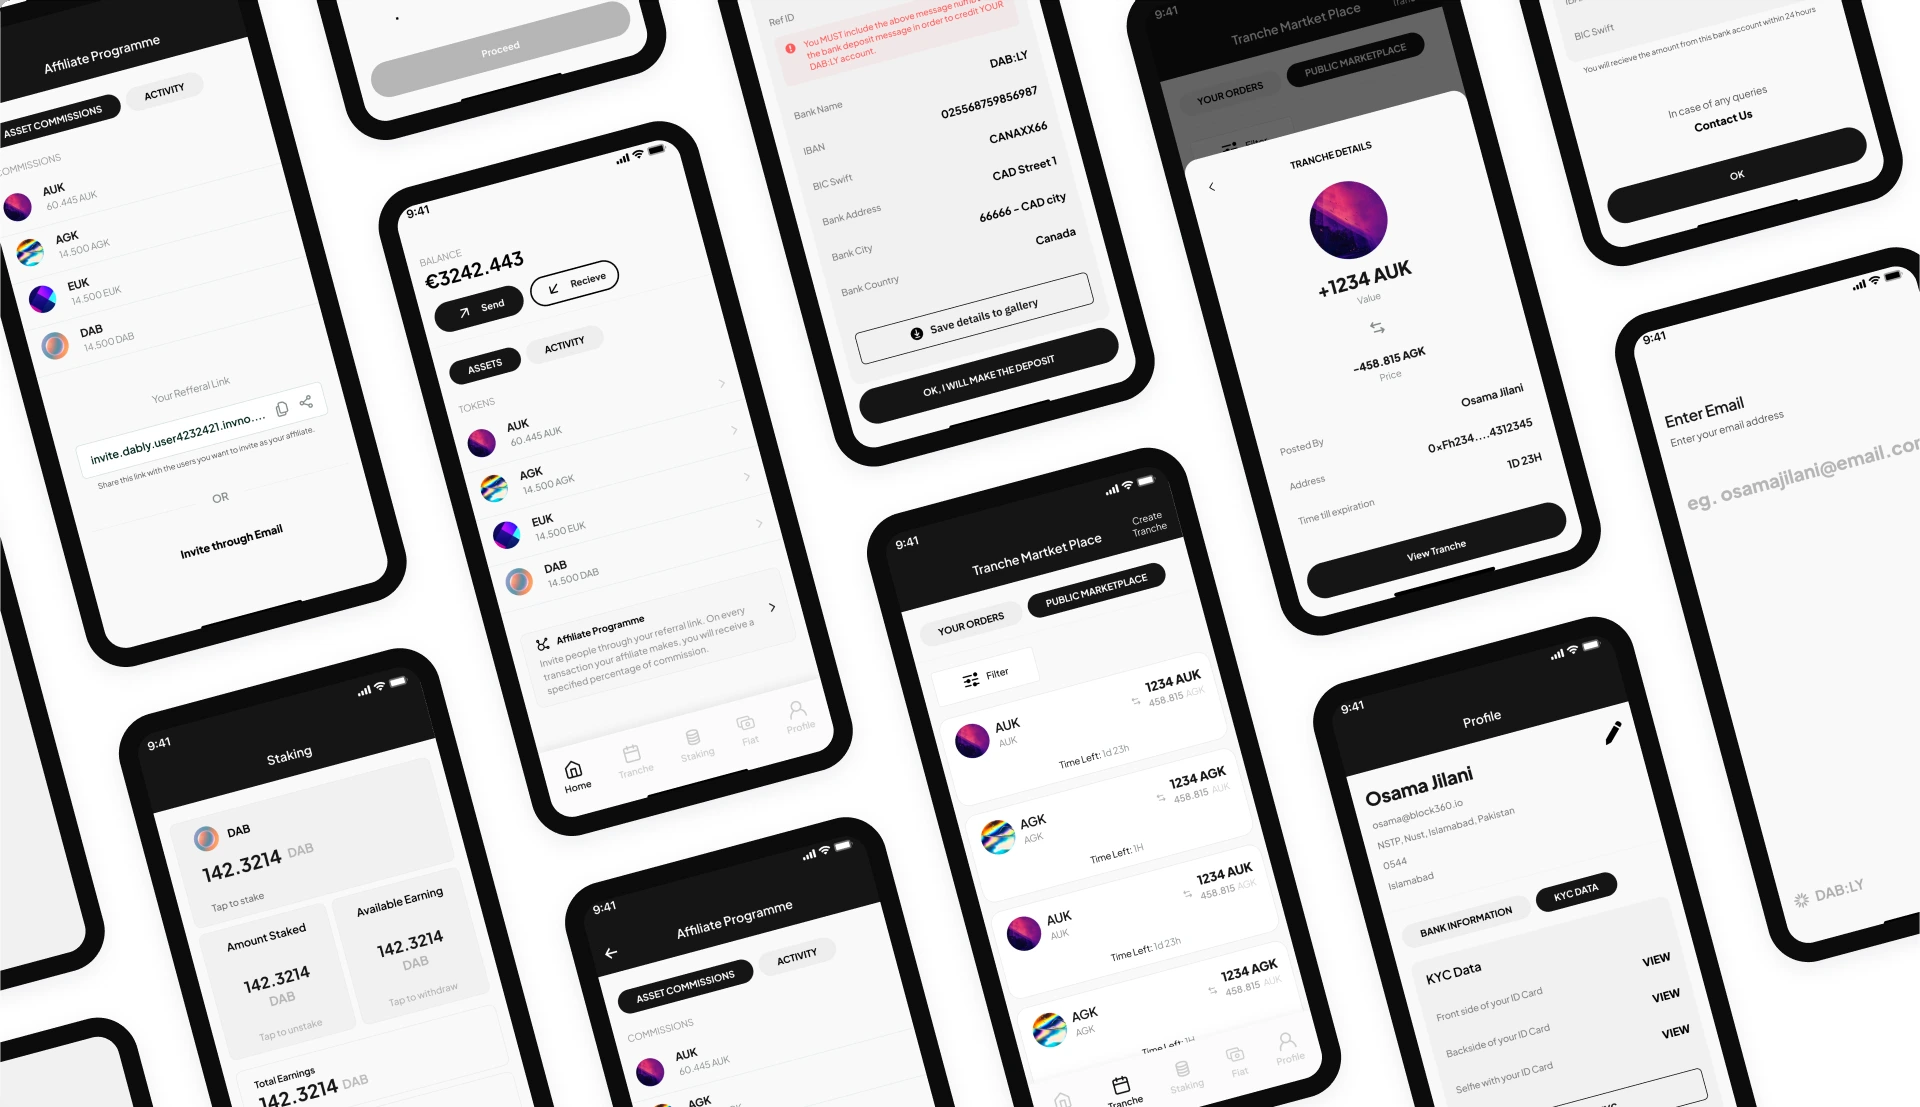 Affiliate Programme
ASSET COMMISSIONS
ACTIVITY
COMMISSIONS
AUK
60.445 AUK
AGK
14.500 AGK
EUK
14.500 EUK
DAB
14.500 DAB
Your Refferal Link
invite.dably.user4232421.invno....
Share this link with the users you want to invite as your affiliate.
OR
Invite through Email
Proceed
9:41
BALANCE
€3242.443
Send
Recieve
ASSETS
ACTIVITY
TOKENS
AUK
60.445 AUK
AGK
14.500 AGK
EUK
14.500 EUK
DAB
14.500 DAB
Affiliate Programme
Invite people through your referral link. On every
transaction your affiliate makes, you will receive a
specified percentage of commission.
Home
Tranche
Staking
Fiat
Profile
Ref ID
You MUST include the above message
the bank deposit message in order to credit YOUR
DAB:LY account.
DAB:LY
Bank Name
025568759856987
IBAN
CANAXX66
BIC Swift
CAD Street 1
Bank Address
66666 - CAD city
Bank City
Canada
Bank Country
Save details to gallery
OK, I WILL MAKE THE DEPOSIT
9:41
Tranche Martket Place
YOUR ORDERS
PUBLIC MARKETPLACE
Filter
TRANCHE DETAILS
+1234 AUK
Value
-458.815 AGK
Price
Osama Jilani
Posted By
0xFh234....4312345
Address
1D 23H
Time till expiration
View Tranche
BIC Swift
You will recieve the amount from this bank account within 24 hours
In case of any queries
Contact Us
OK
9:41
Enter Email
Enter your email address
eg. osamajilani@email.com
DAB:LY
9:41
Staking
DAB
142.3214 DAB
Tap to stake
Amount Staked
142.3214
DAB
Tap to unstake
Available Earning
142.3214
DAB
Tap to withdraw
Total Earnings
142.3214 DAB
9:41
Affiliate Programme
ASSET COMMISSIONS
ACTIVITY
COMMISSIONS
AUK
60.445 AUK
AGK
9:41
Tranche Martket Place
Create
Tranche
YOUR ORDERS
PUBLIC MARKETPLACE
Filter
AUK
AUK
1234 AUK
458.815 AGK
Time Left: 1d 23h
AGK
AGK
1234 AGK
458.815 AUK
Time Left: 1H
AUK
AUK
1234 AUK
458.815 AGK
Time Left: 1d 23h
AGK
AGK
1234 AGK
458.815 AUK
Time Left: 1H
Tranche
Staking
Fiat
Profile
9:41
Profile
Osama Jilani
osama@block360.io
NSTP, Nust, Islamabad, Pakistan
0544
Islamabad
BANK INFORMATION
KYC DATA
KYC Data
Front side of your ID Card
VIEW
Backside of your ID Card
VIEW
Selfie with your ID Card
VIEW